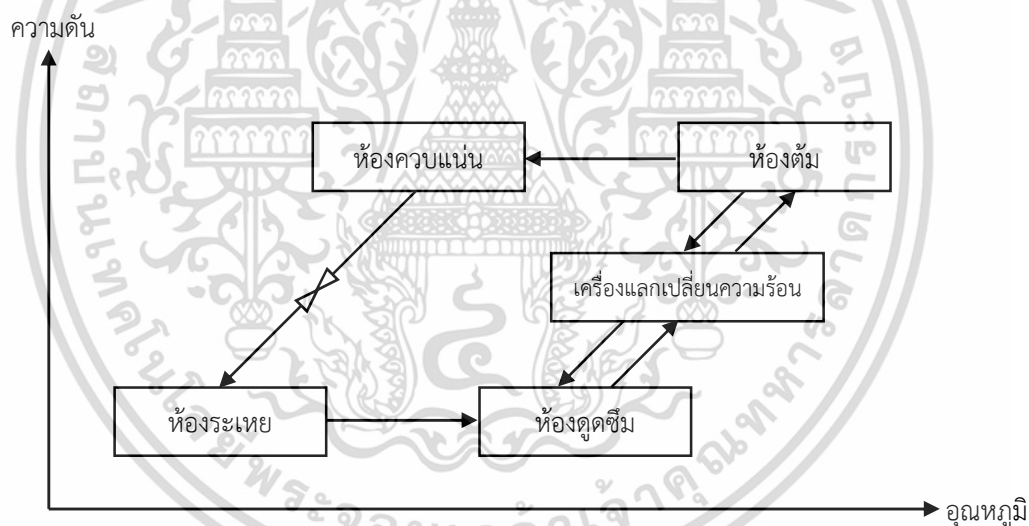 ความดัน
ห้องควบแน่น
ห้องต้ม
เครื่องแลกเปลี่ยนความร้อน
ห้องระเหย
ห้องดูดซึม
อุณหภูมิ